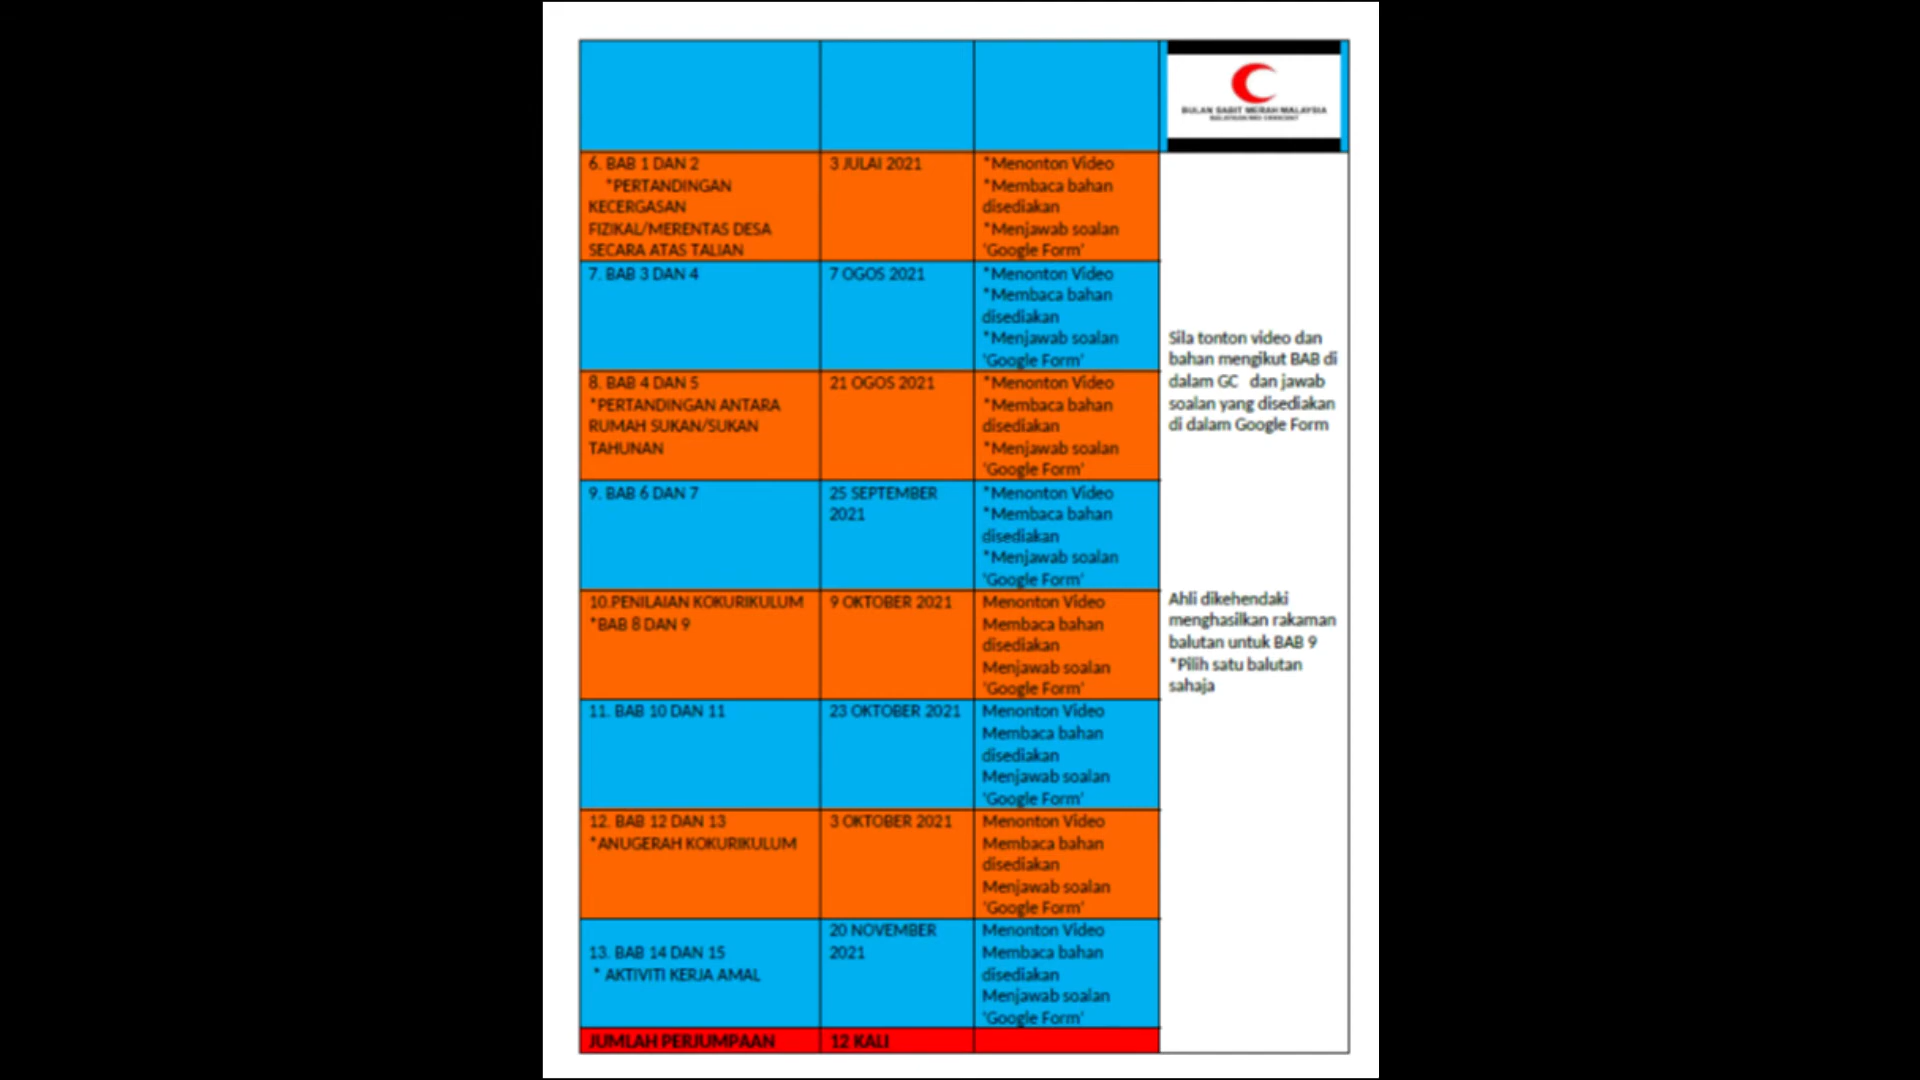 BULAN SABIT MERAH MALAYSIA
6. BAB 1 DAN 2
*PERTANDINGAN
KECERGASAN
FIZIKAL/MERENTAS DESA
SECARA ATAS TALIAN
3 JULAI 2021
*Menonton Video
*Membaca bahan
disediakan
*Menjawab soalan
'Google Form'
7. BAB 3 DAN 4
7 OGOS 2021
*Menonton Video
*Membaca bahan
disediakan
*Menjawab soalan
'Google Form'
8. BAB 4 DAN 5
*PERTANDINGAN ANTARA
RUMAH SUKAN/SUKAN
TAHUNAN
21 OGOS 2021
*Menonton Video
*Membaca bahan
disediakan
*Menjawab soalan
'Google Form'
Sila tonton video dan
bahan mengikut BAB di
dalam GC dan jawab
soalan yang disediakan
di dalam Google Form
9. BAB 6 DAN 7
25 SEPTEMBER
2021
*Menonton Video
*Membaca bahan
disediakan
*Menjawab soalan
'Google Form'
10.PENILAIAN KOKURIKULUM
*BAB 8 DAN 9
9 OKTOBER 2021
Menonton Video
Membaca bahan
disediakan
Menjawab soalan
'Google Form'
Ahli dikehendaki
menghasilkan rakaman
balutan untuk BAB 9
*Pilih satu balutan
sahaja
11. BAB 10 DAN 11
23 OKTOBER 2021
Menonton Video
Membaca bahan
disediakan
Menjawab soalan
'Google Form'
12. BAB 12 DAN 13
*ANUGERAH KOKURIKULUM
3 OKTOBER 2021
Menonton Video
Membaca bahan
disediakan
Menjawab soalan
'Google Form'
13. BAB 14 DAN 15
* AKTIVITI KERJA AMAL
20 NOVEMBER
2021
Menonton Video
Membaca bahan
disediakan
Menjawab soalan
'Google Form'
JUMLAH PERJUMPAAN
12 KALI